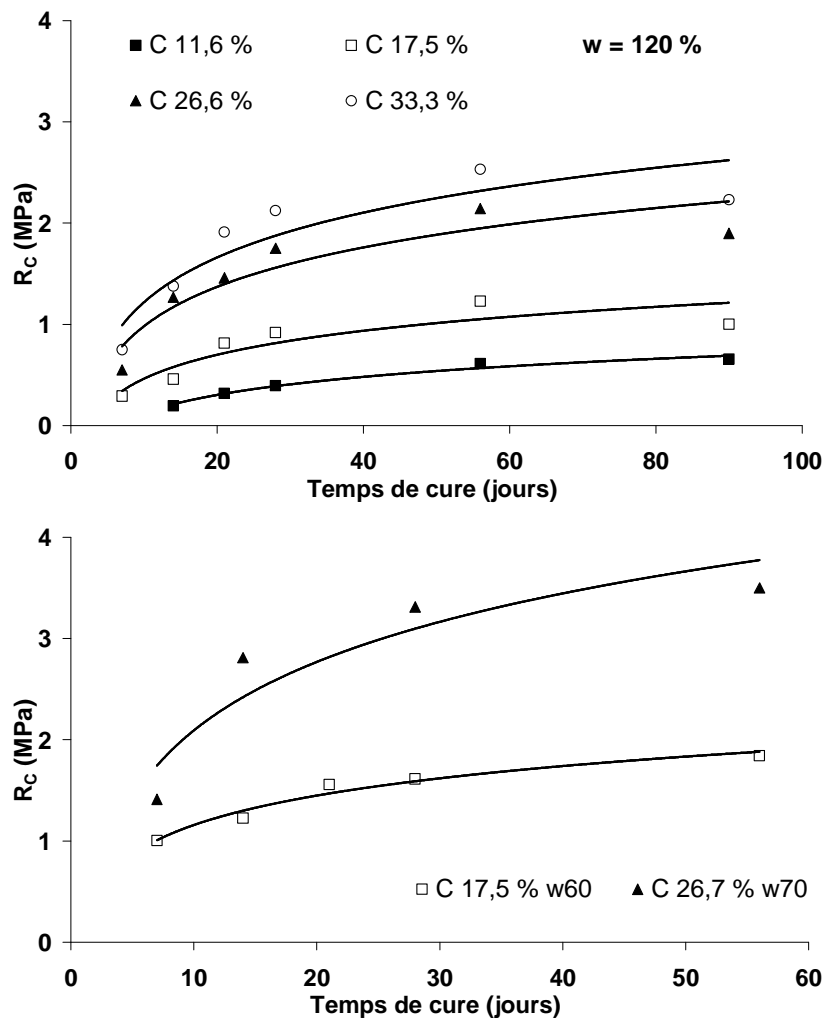 4
C 11,6 % C 17,5 % w = 120 %
C 26,6 % C 33,3 %
3
2
1
0
R_C (MPa)
0 20 40 60 80 100
Temps de cure (jours)
4
3
2
1
0
R_C (MPa)
C 17,5 % w60 C 26,7 % w70
0 10 20 30 40 50 60
Temps de cure (jours)